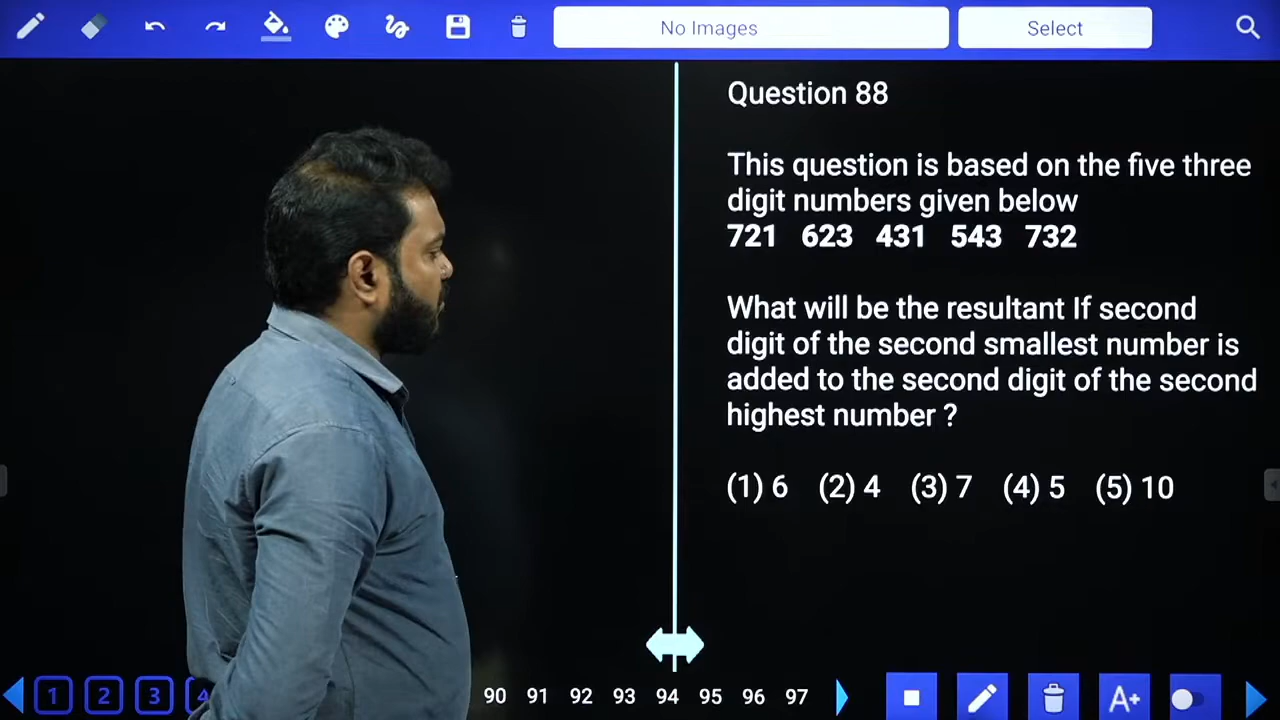 No Images
Select
Question 88
This question is based on the five three
digit numbers given below
721 623 431 543 732
What will be the resultant If second
digit of the second smallest number is
added to the second digit of the second
highest number ?
(1) 6 (2) 4 (3) 7 (4) 5 (5) 10
1 2 3 4 90 91 92 93 94 95 96 97 A+